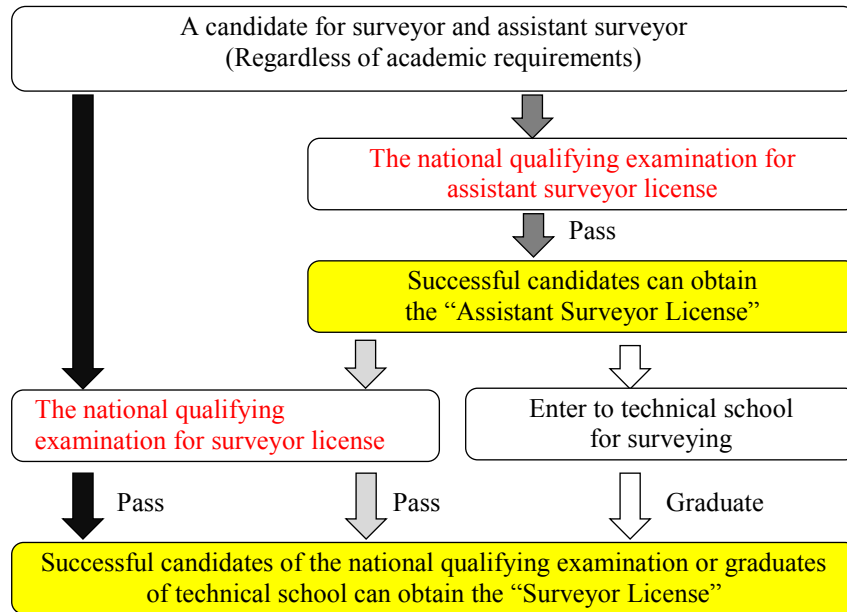 A candidate for surveyor and assistant surveyor
(Regardless of academic requirements)
The national qualifying examination for
assistant surveyor license
Pass
Successful candidates can obtain
the “Assistant Surveyor License”
The national qualifying
examination for surveyor license
Enter to technical school
for surveying
Pass
Pass
Graduate
Successful candidates of the national qualifying examination or graduates
of technical school can obtain the “Surveyor License”